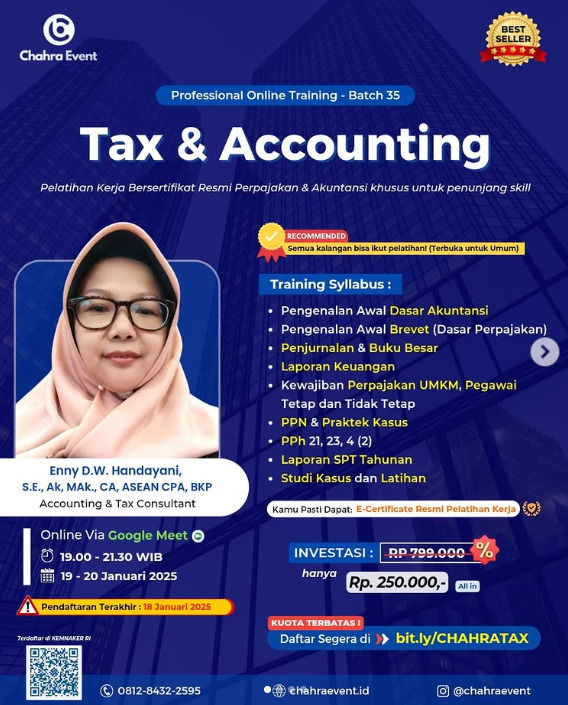 Chahra Event
BEST
SELLER
Professional Online Training - Batch 35
Tax & Accounting
Pelatihan Kerja Bersertifikat Resmi Perpajakan & Akuntansi khusus untuk penunjang skill
RECOMMENDED
Semua kalangan bisa ikut pelatihan! (Terbuka untuk Umum)
Training Syllabus :
• Pengenalan Awal Dasar Akuntansi
• Pengenalan Awal Brevet (Dasar Perpajakan)
• Penjurnalan & Buku Besar
• Laporan Keuangan
• Kewajiban Perpajakan UMKM, Pegawai
Tetap dan Tidak Tetap
• PPN & Praktek Kasus
• PPh 21, 23, 4 (2)
• Laporan SPT Tahunan
• Studi Kasus dan Latihan
Enny D.W. Handayani,
S.E., Ak, MAk., CA, ASEAN CPA, BKP
Accounting & Tax Consultant
Kamu Pasti Dapat: E-Certificate Resmi Pelatihan Kerja
Online Via Google Meet
19.00 - 21.30 WIB
19 - 20 Januari 2025
Pendaftaran Terakhir : 18 Januari 2025
INVESTASI : RP 799.000 %
hanya
Rp. 250.000,- All in
KUOTA TERBATAS !
Daftar Segera di bit.ly/CHAHRATAX
Terdaftar di KEMNAKER RI
0812-8432-2595
chahraevent.id
@chahraevent